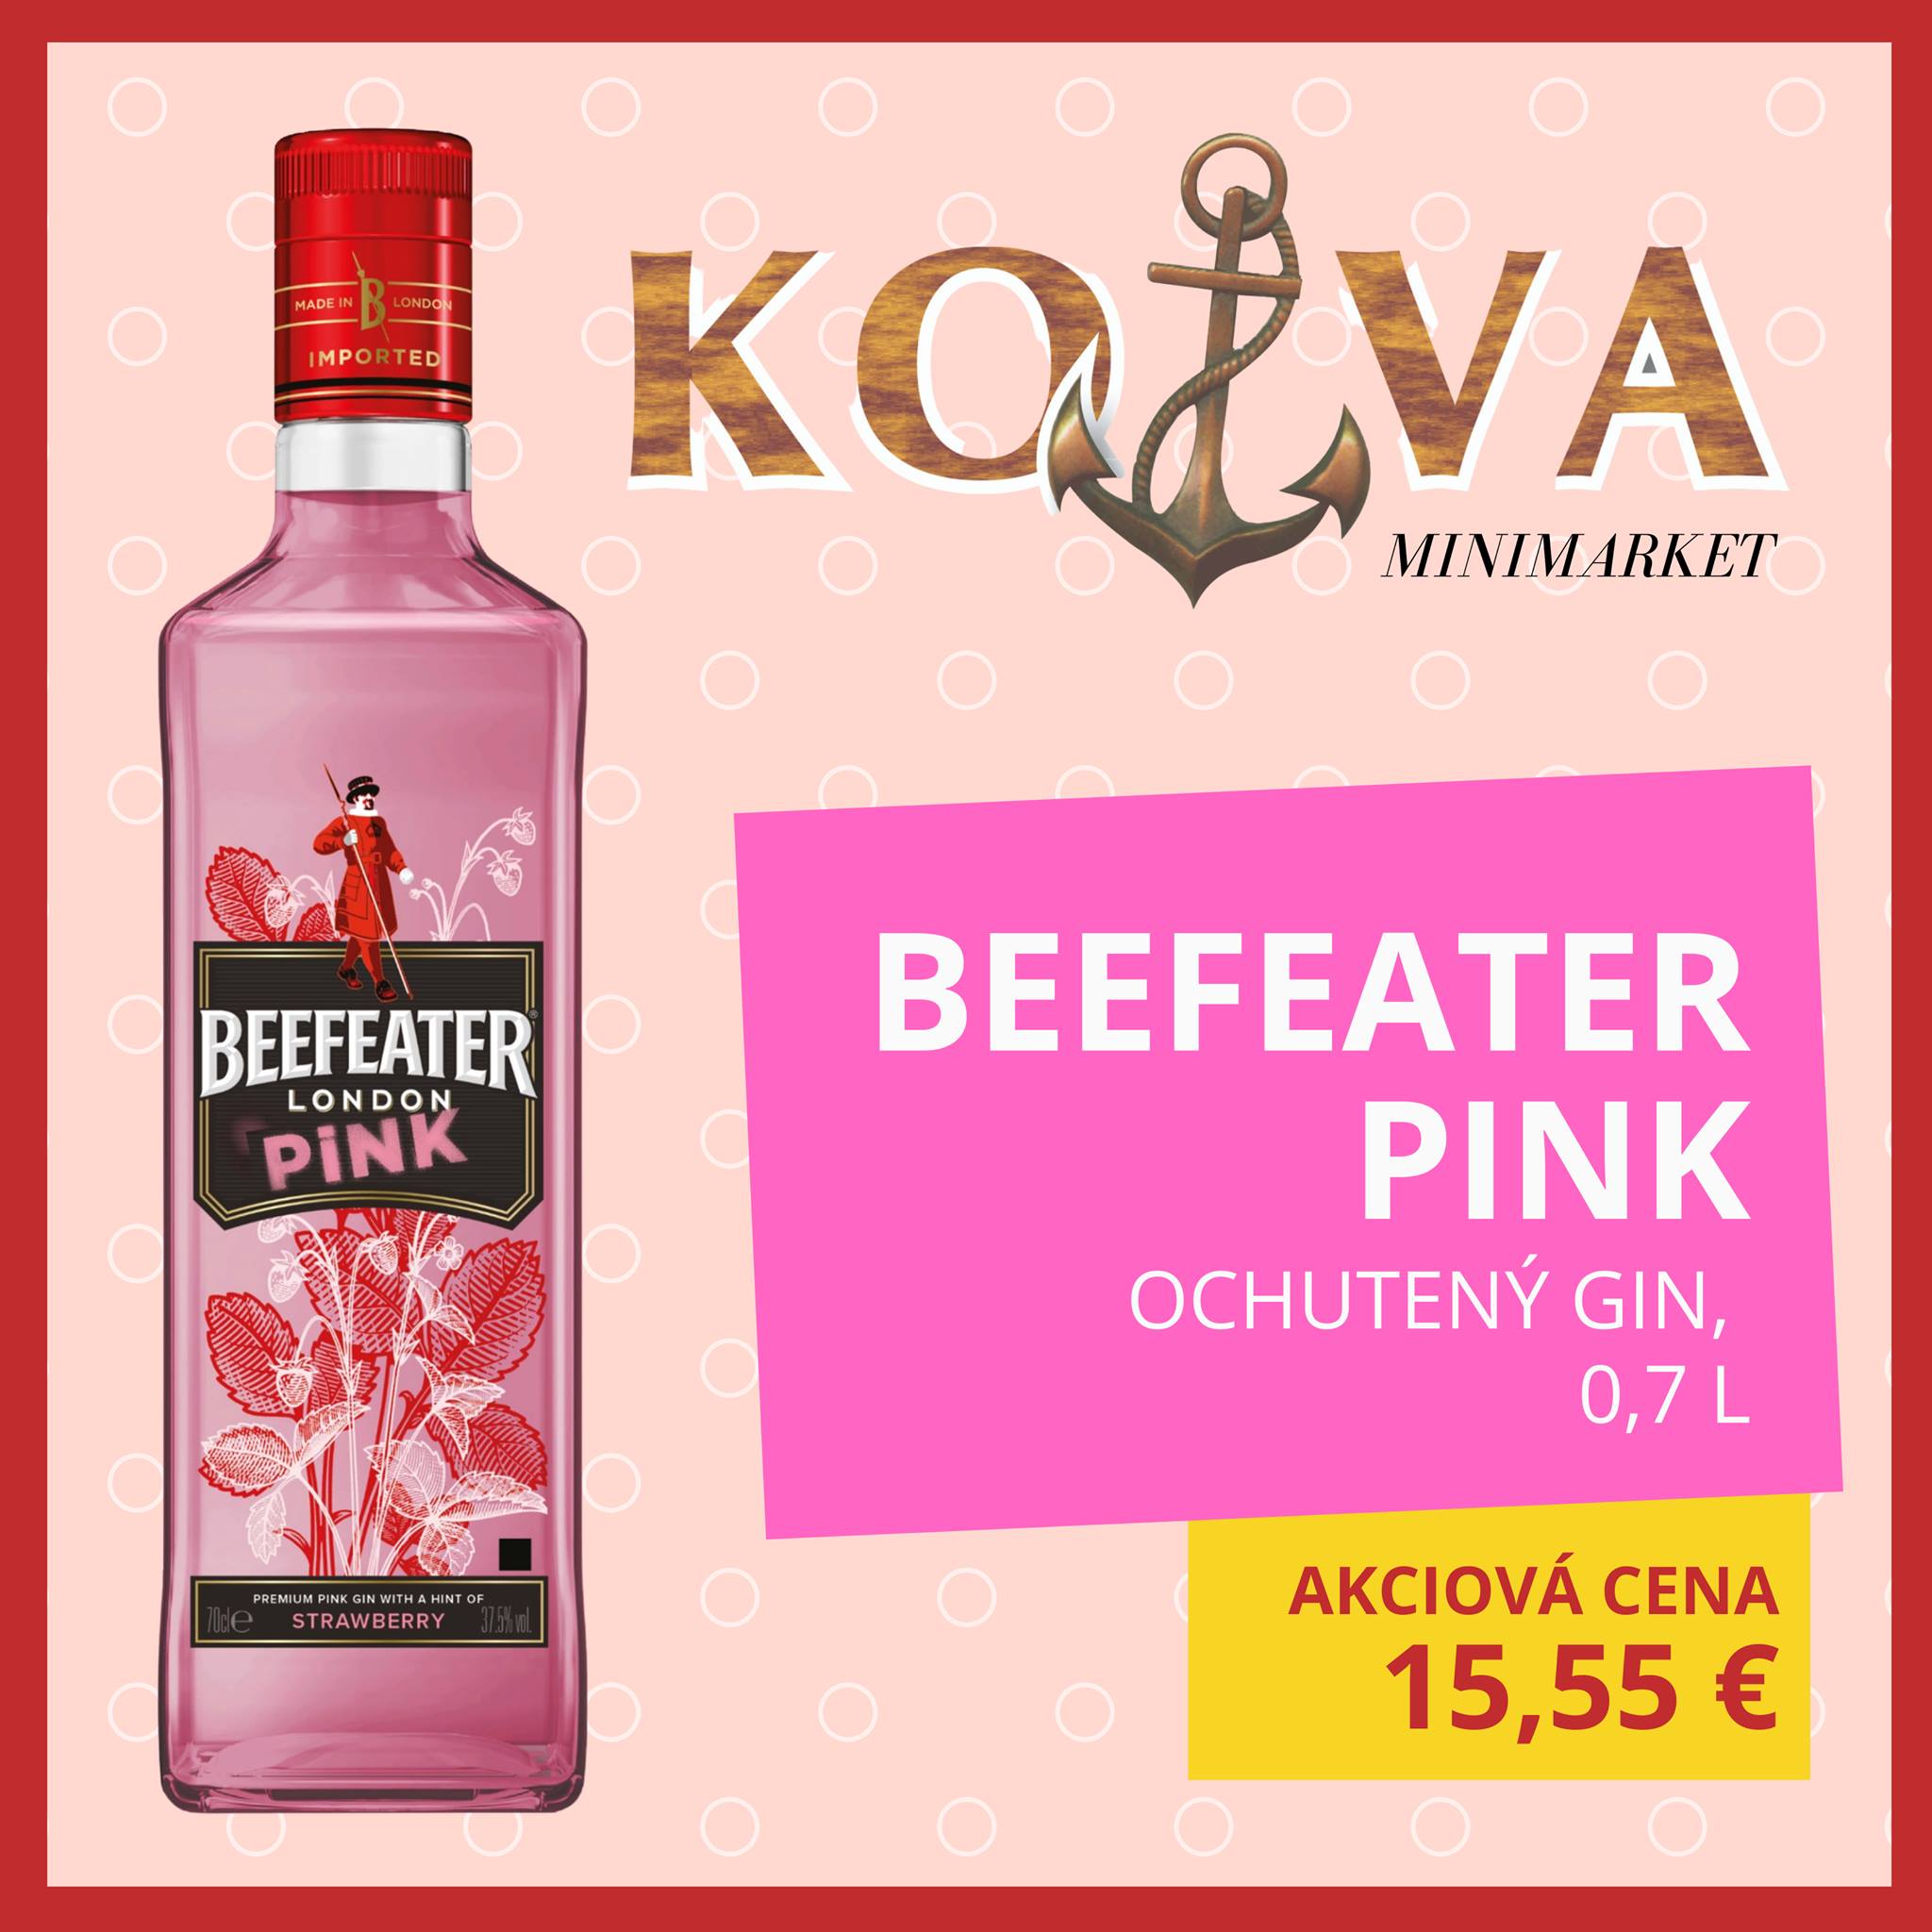 MADE IN B LONDON
IMPORTED
BEEFEATER®
LONDON
PiNK
PREMIUM PINK GIN WITH A HINT OF
70cl ℮ STRAWBERRY 37.5% vol.
KOTVA
MINIMARKET
BEEFEATER
PINK
OCHUTENÝ GIN,
0,7 L
AKCIOVÁ CENA
15,55 €